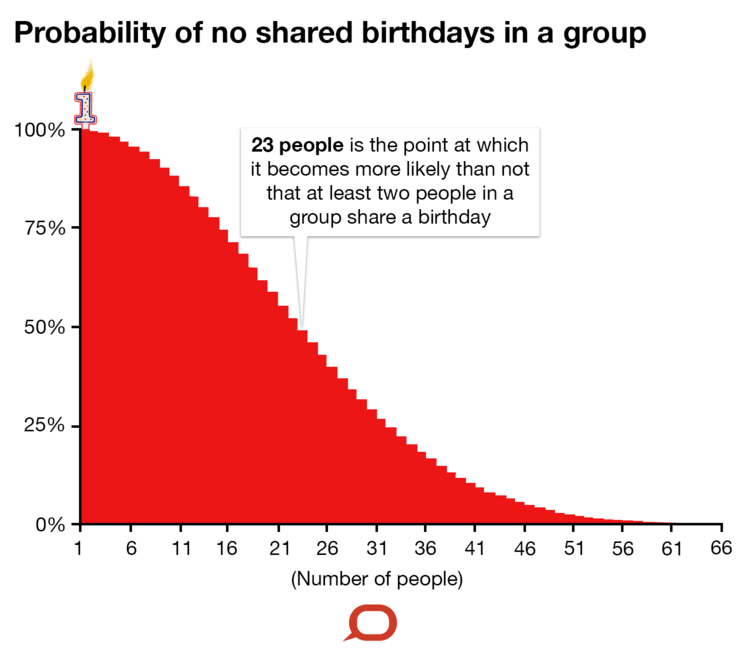 Probability of no shared birthdays in a group
1
100%
23 people is the point at which
it becomes more likely than not
that at least two people in a
group share a birthday
75%
50%
25%
0%
1 6 11 16 21 26 31 36 41 46 51 56 61 66
(Number of people)